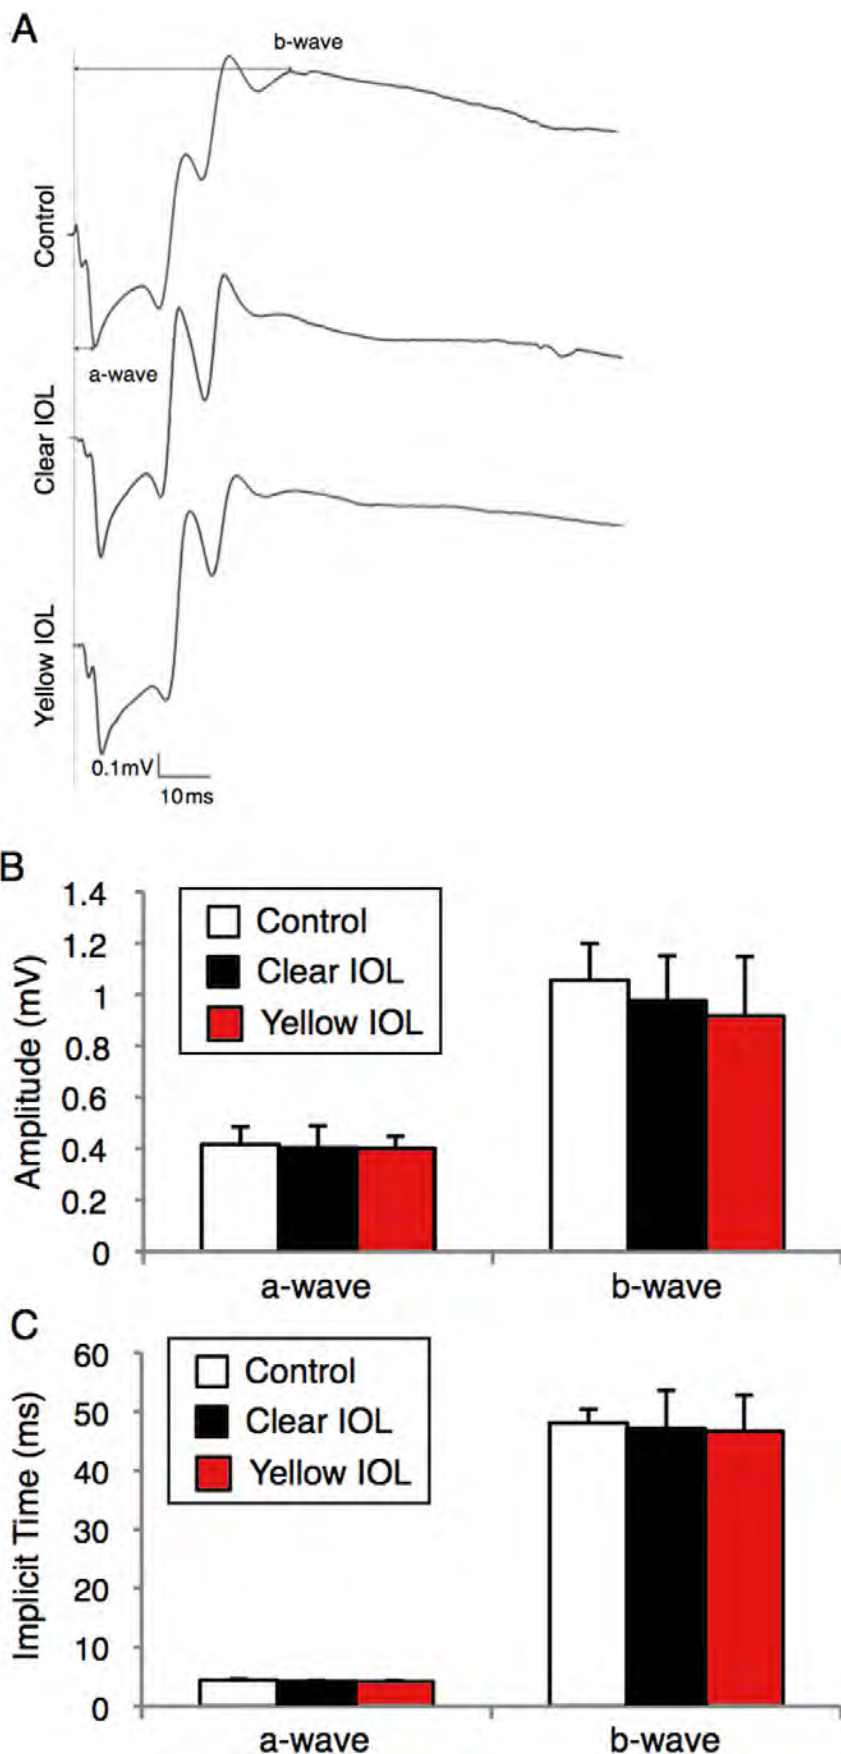 A
b-wave
Control
a-wave
Clear IOL
Yellow IOL
0.1mV
10ms
B
Amplitude (mV)
1.4
1.2
1
0.8
0.6
0.4
0.2
0
Control
Clear IOL
Yellow IOL
a-wave
b-wave
C
Implicit Time (ms)
60
50
40
30
20
10
0
Control
Clear IOL
Yellow IOL
a-wave
b-wave